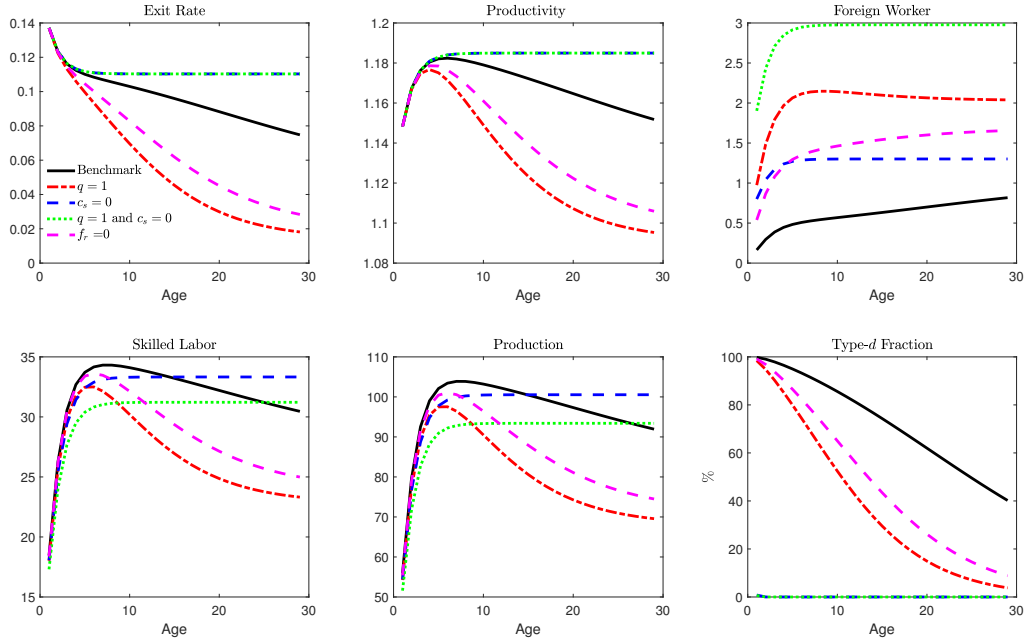 Exit Rate
0.14
0.12
0.1
0.08
0.06
0.04
0.02
0
Benchmark
q = 1
c_s = 0
q = 1 and c_s = 0
f_r =0
0 10 20 30
Age
Productivity
1.2
1.18
1.16
1.14
1.12
1.1
1.08
0 10 20 30
Age
Foreign Worker
3
2.5
2
1.5
1
0.5
0
0 10 20 30
Age
Skilled Labor
35
30
25
20
15
0 10 20 30
Age
Production
110
100
90
80
70
60
50
0 10 20 30
Age
Type-d Fraction
100
80
60
40
20
0
%
0 10 20 30
Age